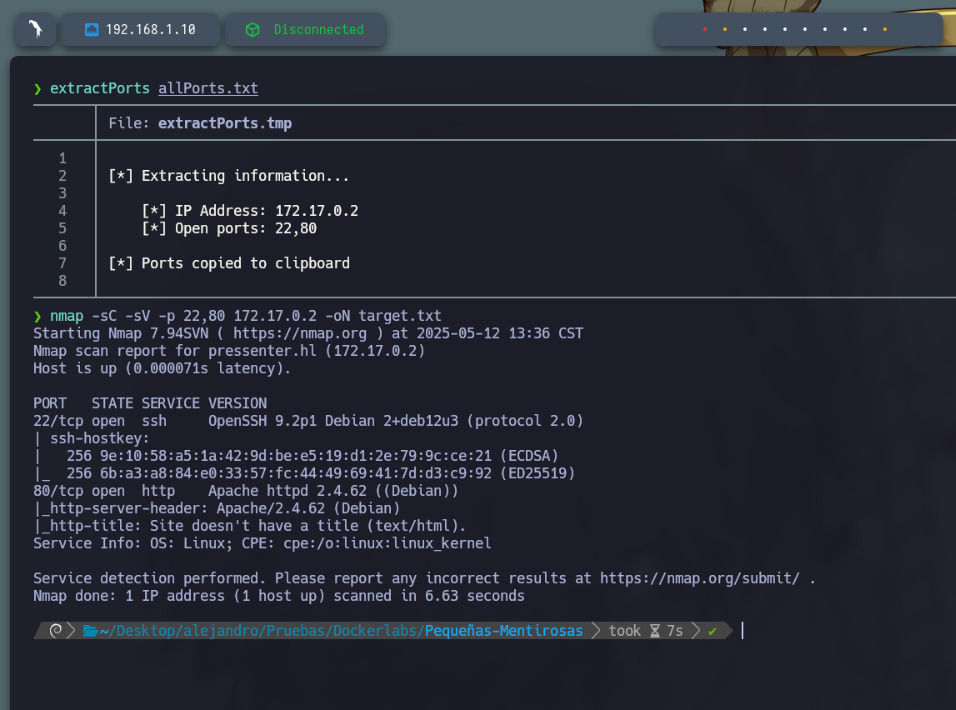 192.168.1.10
Disconnected
❯ extractPorts allPorts.txt
File: extractPorts.tmp
1
2 [*] Extracting information...
3
4 [*] IP Address: 172.17.0.2
5 [*] Open ports: 22,80
6
7 [*] Ports copied to clipboard
8
❯ nmap -sC -sV -p 22,80 172.17.0.2 -oN target.txt
Starting Nmap 7.94SVN ( https://nmap.org ) at 2025-05-12 13:36 CST
Nmap scan report for pressenter.hl (172.17.0.2)
Host is up (0.000071s latency).
PORT   STATE SERVICE VERSION
22/tcp open  ssh     OpenSSH 9.2p1 Debian 2+deb12u3 (protocol 2.0)
| ssh-hostkey:
|   256 9e:10:58:a5:1a:42:9d:be:e5:19:d1:2e:79:9c:ce:21 (ECDSA)
|_  256 6b:a3:a8:84:e0:33:57:fc:44:49:69:41:7d:d3:c9:92 (ED25519)
80/tcp open  http    Apache httpd 2.4.62 ((Debian))
|_http-server-header: Apache/2.4.62 (Debian)
|_http-title: Site doesn't have a title (text/html).
Service Info: OS: Linux; CPE: cpe:/o:linux:linux_kernel
Service detection performed. Please report any incorrect results at https://nmap.org/submit/ .
Nmap done: 1 IP address (1 host up) scanned in 6.63 seconds
~/Desktop/alejandro/Pruebas/Dockerlabs/Pequeñas-Mentirosas took 7s ✔